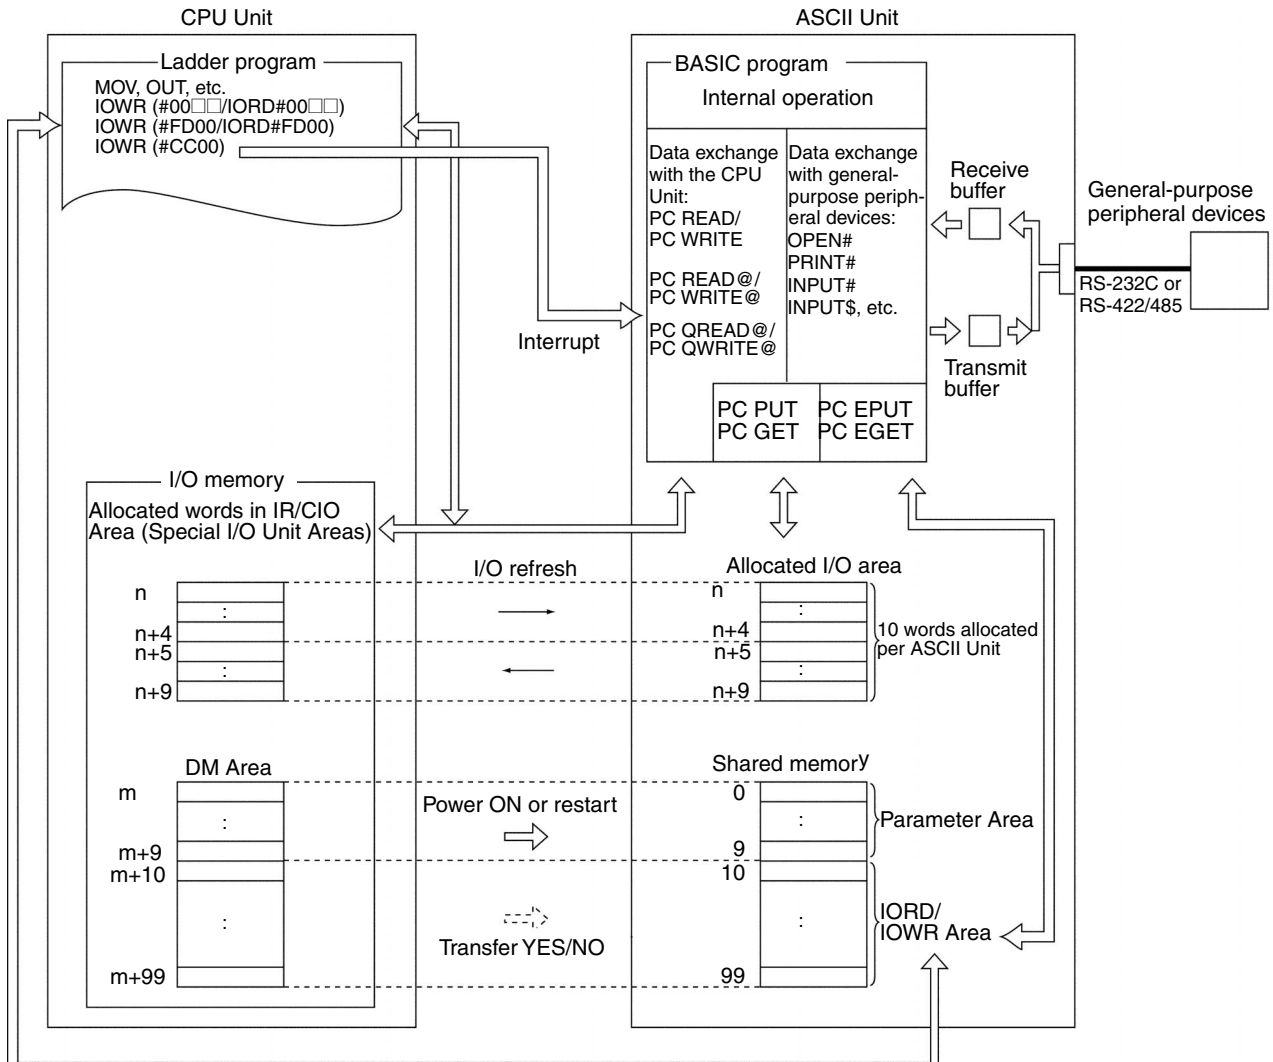 CPU Unit
ASCII Unit
Ladder program
MOV, OUT, etc.
IOWR (#00□□/IORD#00□□)
IOWR (#FD00/IORD#FD00)
IOWR (#CC00)
BASIC program
Internal operation
Data exchange
with the CPU
Unit:
PC READ/
PC WRITE
PC READ@/
PC WRITE@
PC QREAD@/
PC QWRITE@
Data exchange
with general-
purpose periph-
eral devices:
OPEN#
PRINT#
INPUT#
INPUT$, etc.
PC PUT
PC GET
PC EPUT
PC EGET
Receive
buffer
Transmit
buffer
General-purpose
peripheral devices
RS-232C or
RS-422/485
Interrupt
I/O memory
Allocated words in IR/CIO
Area (Special I/O Unit Areas)
I/O refresh
Allocated I/O area
n
:
n+4
n+5
:
n+9
n
:
n+4
n+5
:
n+9
10 words allocated
per ASCII Unit
DM Area
m
:
m+9
m+10
:
m+99
Power ON or restart
Transfer YES/NO
Shared memory
0
:
9
10
:
99
Parameter Area
IORD/
IOWR Area